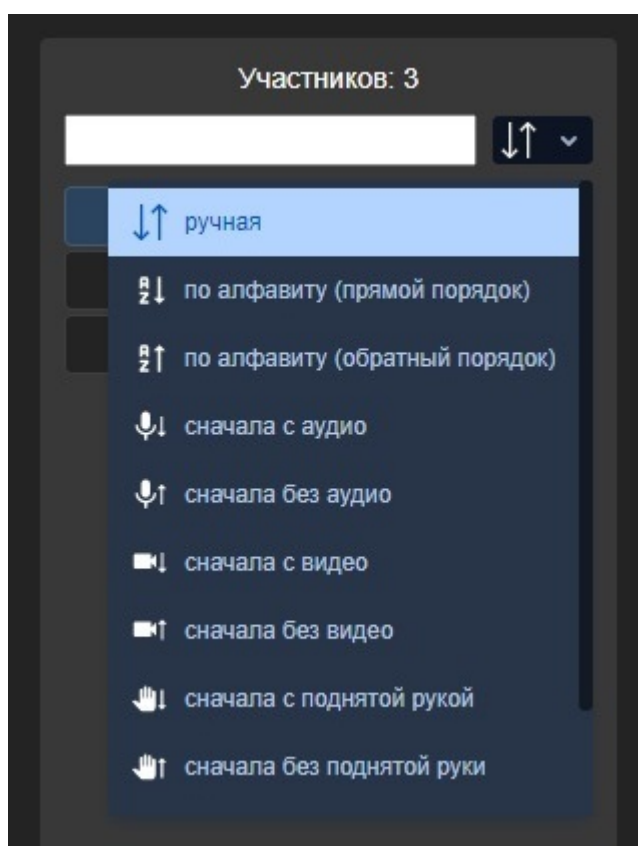 Участников: 3
ручная
по алфавиту (прямой порядок)
по алфавиту (обратный порядок)
сначала с аудио
сначала без аудио
сначала с видео
сначала без видео
сначала с поднятой рукой
сначала без поднятой руки